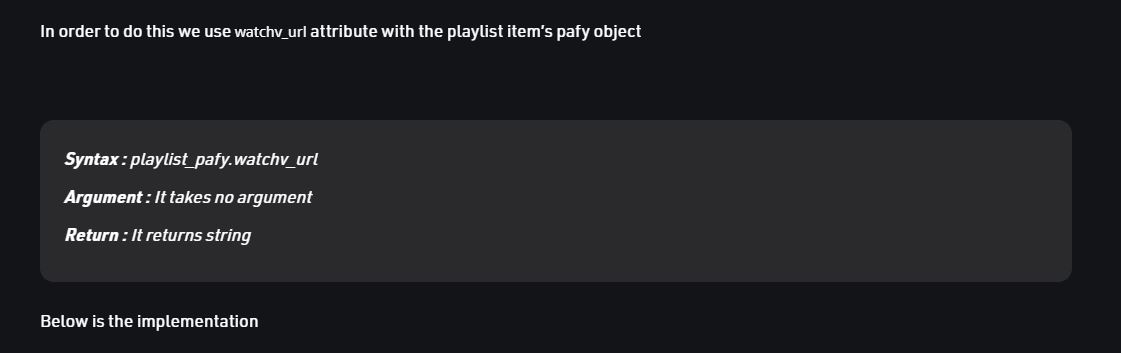 In order to do this we use watchv_url attribute with the playlist item's pafy object
Syntax : playlist_pafy.watchv_url
Argument : It takes no argument
Return : It returns string
Below is the implementation